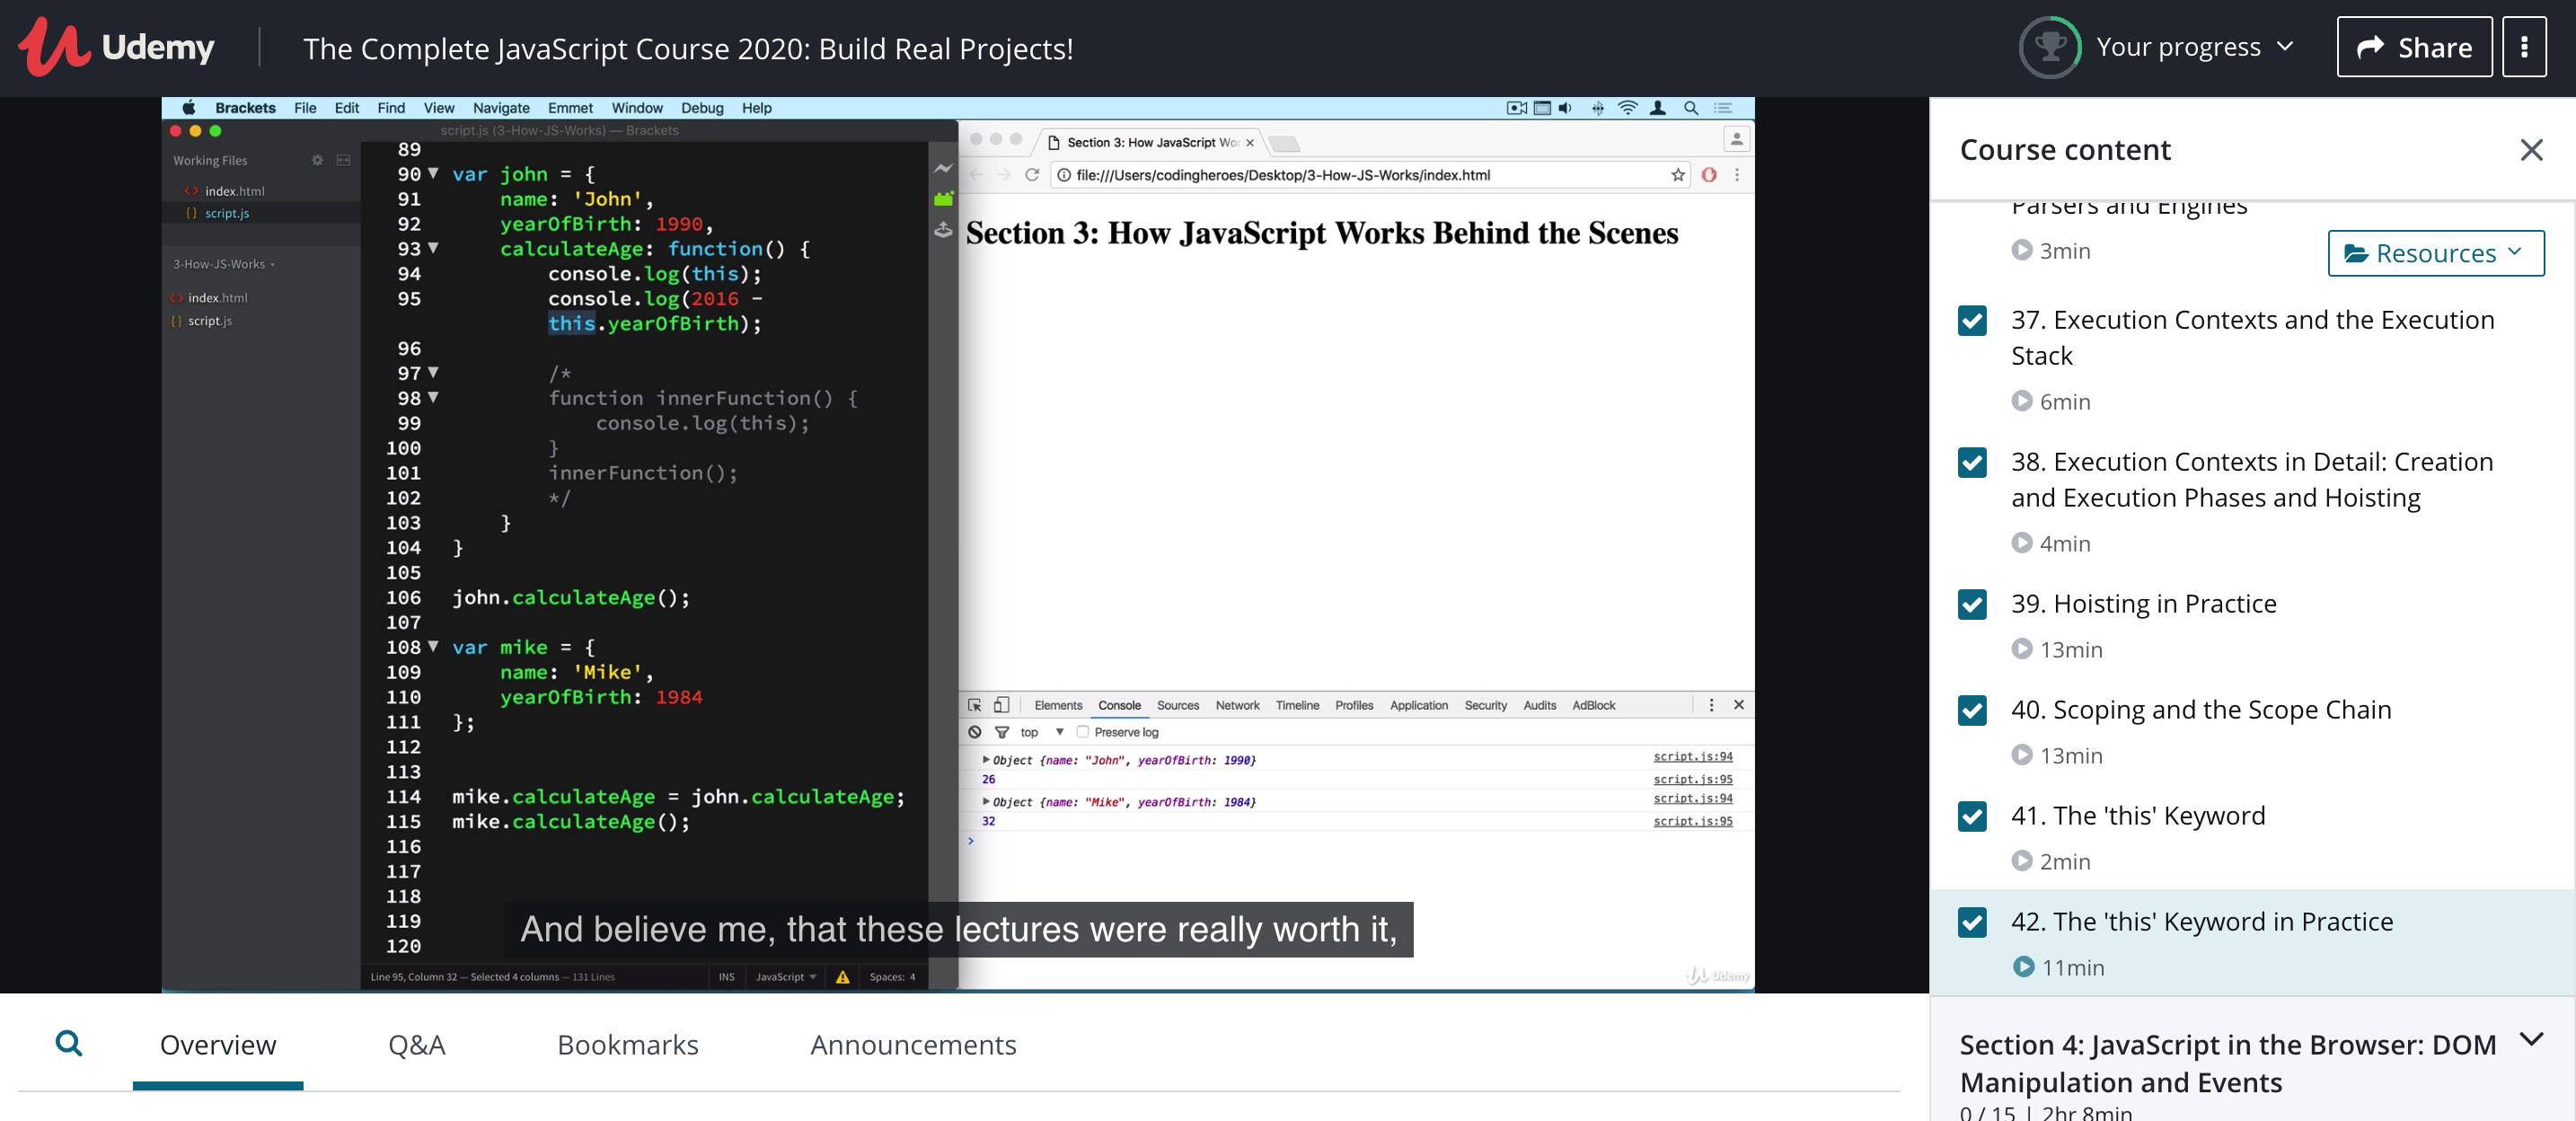 Udemy
The Complete JavaScript Course 2020: Build Real Projects!
Your progress
Share
Brackets File Edit Find View Navigate Emmet Window Debug Help
script.js (3-How-JS-Works) — Brackets
Working Files
index.html
script.js
3-How-JS-Works
index.html
script.js
89
90 var john = {
91 name: 'John',
92 yearOfBirth: 1990,
93 calculateAge: function() {
94 console.log(this);
95 console.log(2016 -
this.yearOfBirth);
96
97 /*
98 function innerFunction() {
99 console.log(this);
100 }
101 innerFunction();
102 */
103 }
104 }
105
106 john.calculateAge();
107
108 var mike = {
109 name: 'Mike',
110 yearOfBirth: 1984
111 };
112
113
114 mike.calculateAge = john.calculateAge;
115 mike.calculateAge();
116
117
118
119
120
Line 95, Column 32 — Selected 4 columns — 131 Lines
INS JavaScript Spaces: 4
Section 3: How JavaScript Wor
file:///Users/codingheroes/Desktop/3-How-JS-Works/index.html
Section 3: How JavaScript Works Behind the Scenes
Elements Console Sources Network Timeline Profiles Application Security Audits AdBlock
top Preserve log
Object {name: "John", yearOfBirth: 1990} script.js:94
26 script.js:95
Object {name: "Mike", yearOfBirth: 1984} script.js:94
32 script.js:95
And believe me, that these lectures were really worth it,
Udemy
Overview Q&A Bookmarks Announcements
Course content
Parsers and Engines
3min
Resources
37. Execution Contexts and the Execution
Stack
6min
38. Execution Contexts in Detail: Creation
and Execution Phases and Hoisting
4min
39. Hoisting in Practice
13min
40. Scoping and the Scope Chain
13min
41. The 'this' Keyword
2min
42. The 'this' Keyword in Practice
11min
Section 4: JavaScript in the Browser: DOM
Manipulation and Events
0 / 15 | 2hr 8min